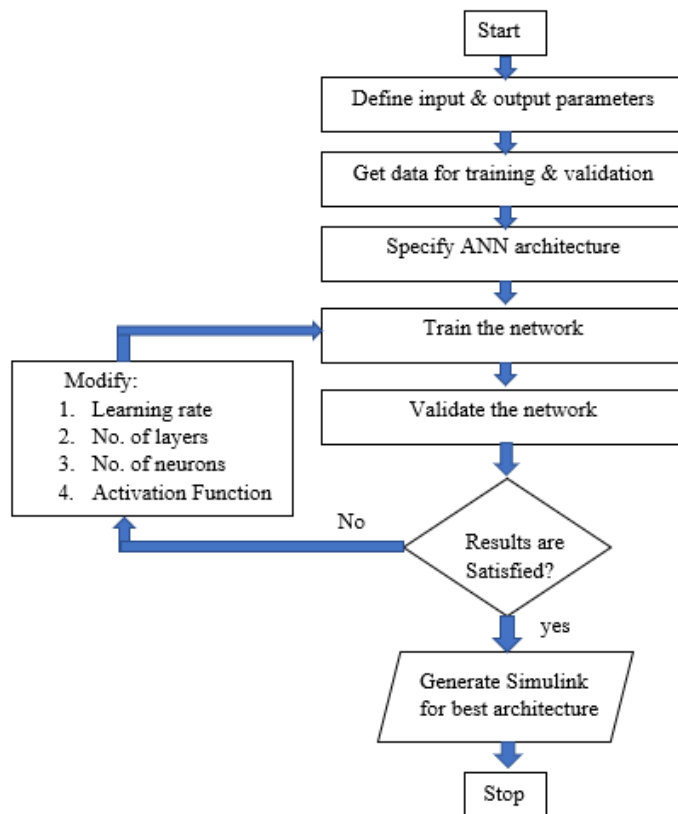 Start
Define input & output parameters
Get data for training & validation
Specify ANN architecture
Train the network
Modify:
1. Learning rate
2. No. of layers
3. No. of neurons
4. Activation Function
Validate the network
No
Results are
Satisfied?
yes
Generate Simulink
for best architecture
Stop